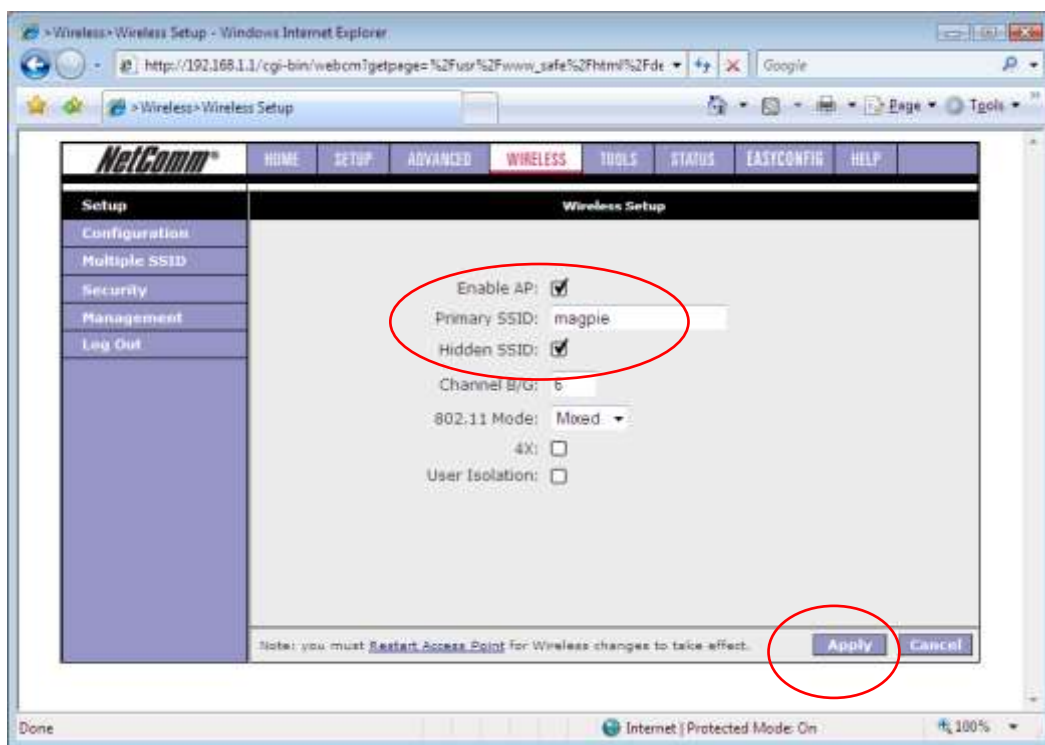 > Wireless > Wireless Setup - Windows Internet Explorer
http://192.168.1.1/cgi-bin/webcm?getpage=%2Fusr%2Fwww_safe%2Fhtml%2Fde
Google
> Wireless > Wireless Setup
Page
Tools
NetComm®
HOME SETUP ADVANCED WIRELESS TOOLS STATUS EASYCONFIG HELP
Setup
Wireless Setup
Configuration
Multiple SSID
Security
Management
Log Out
Enable AP:
Primary SSID: magpie
Hidden SSID:
Channel B/G: 6
802.11 Mode: Mixed
4X:
User Isolation:
Note: you must Restart Access Point for Wireless changes to take effect.
Apply Cancel
Done
Internet | Protected Mode: On
100%